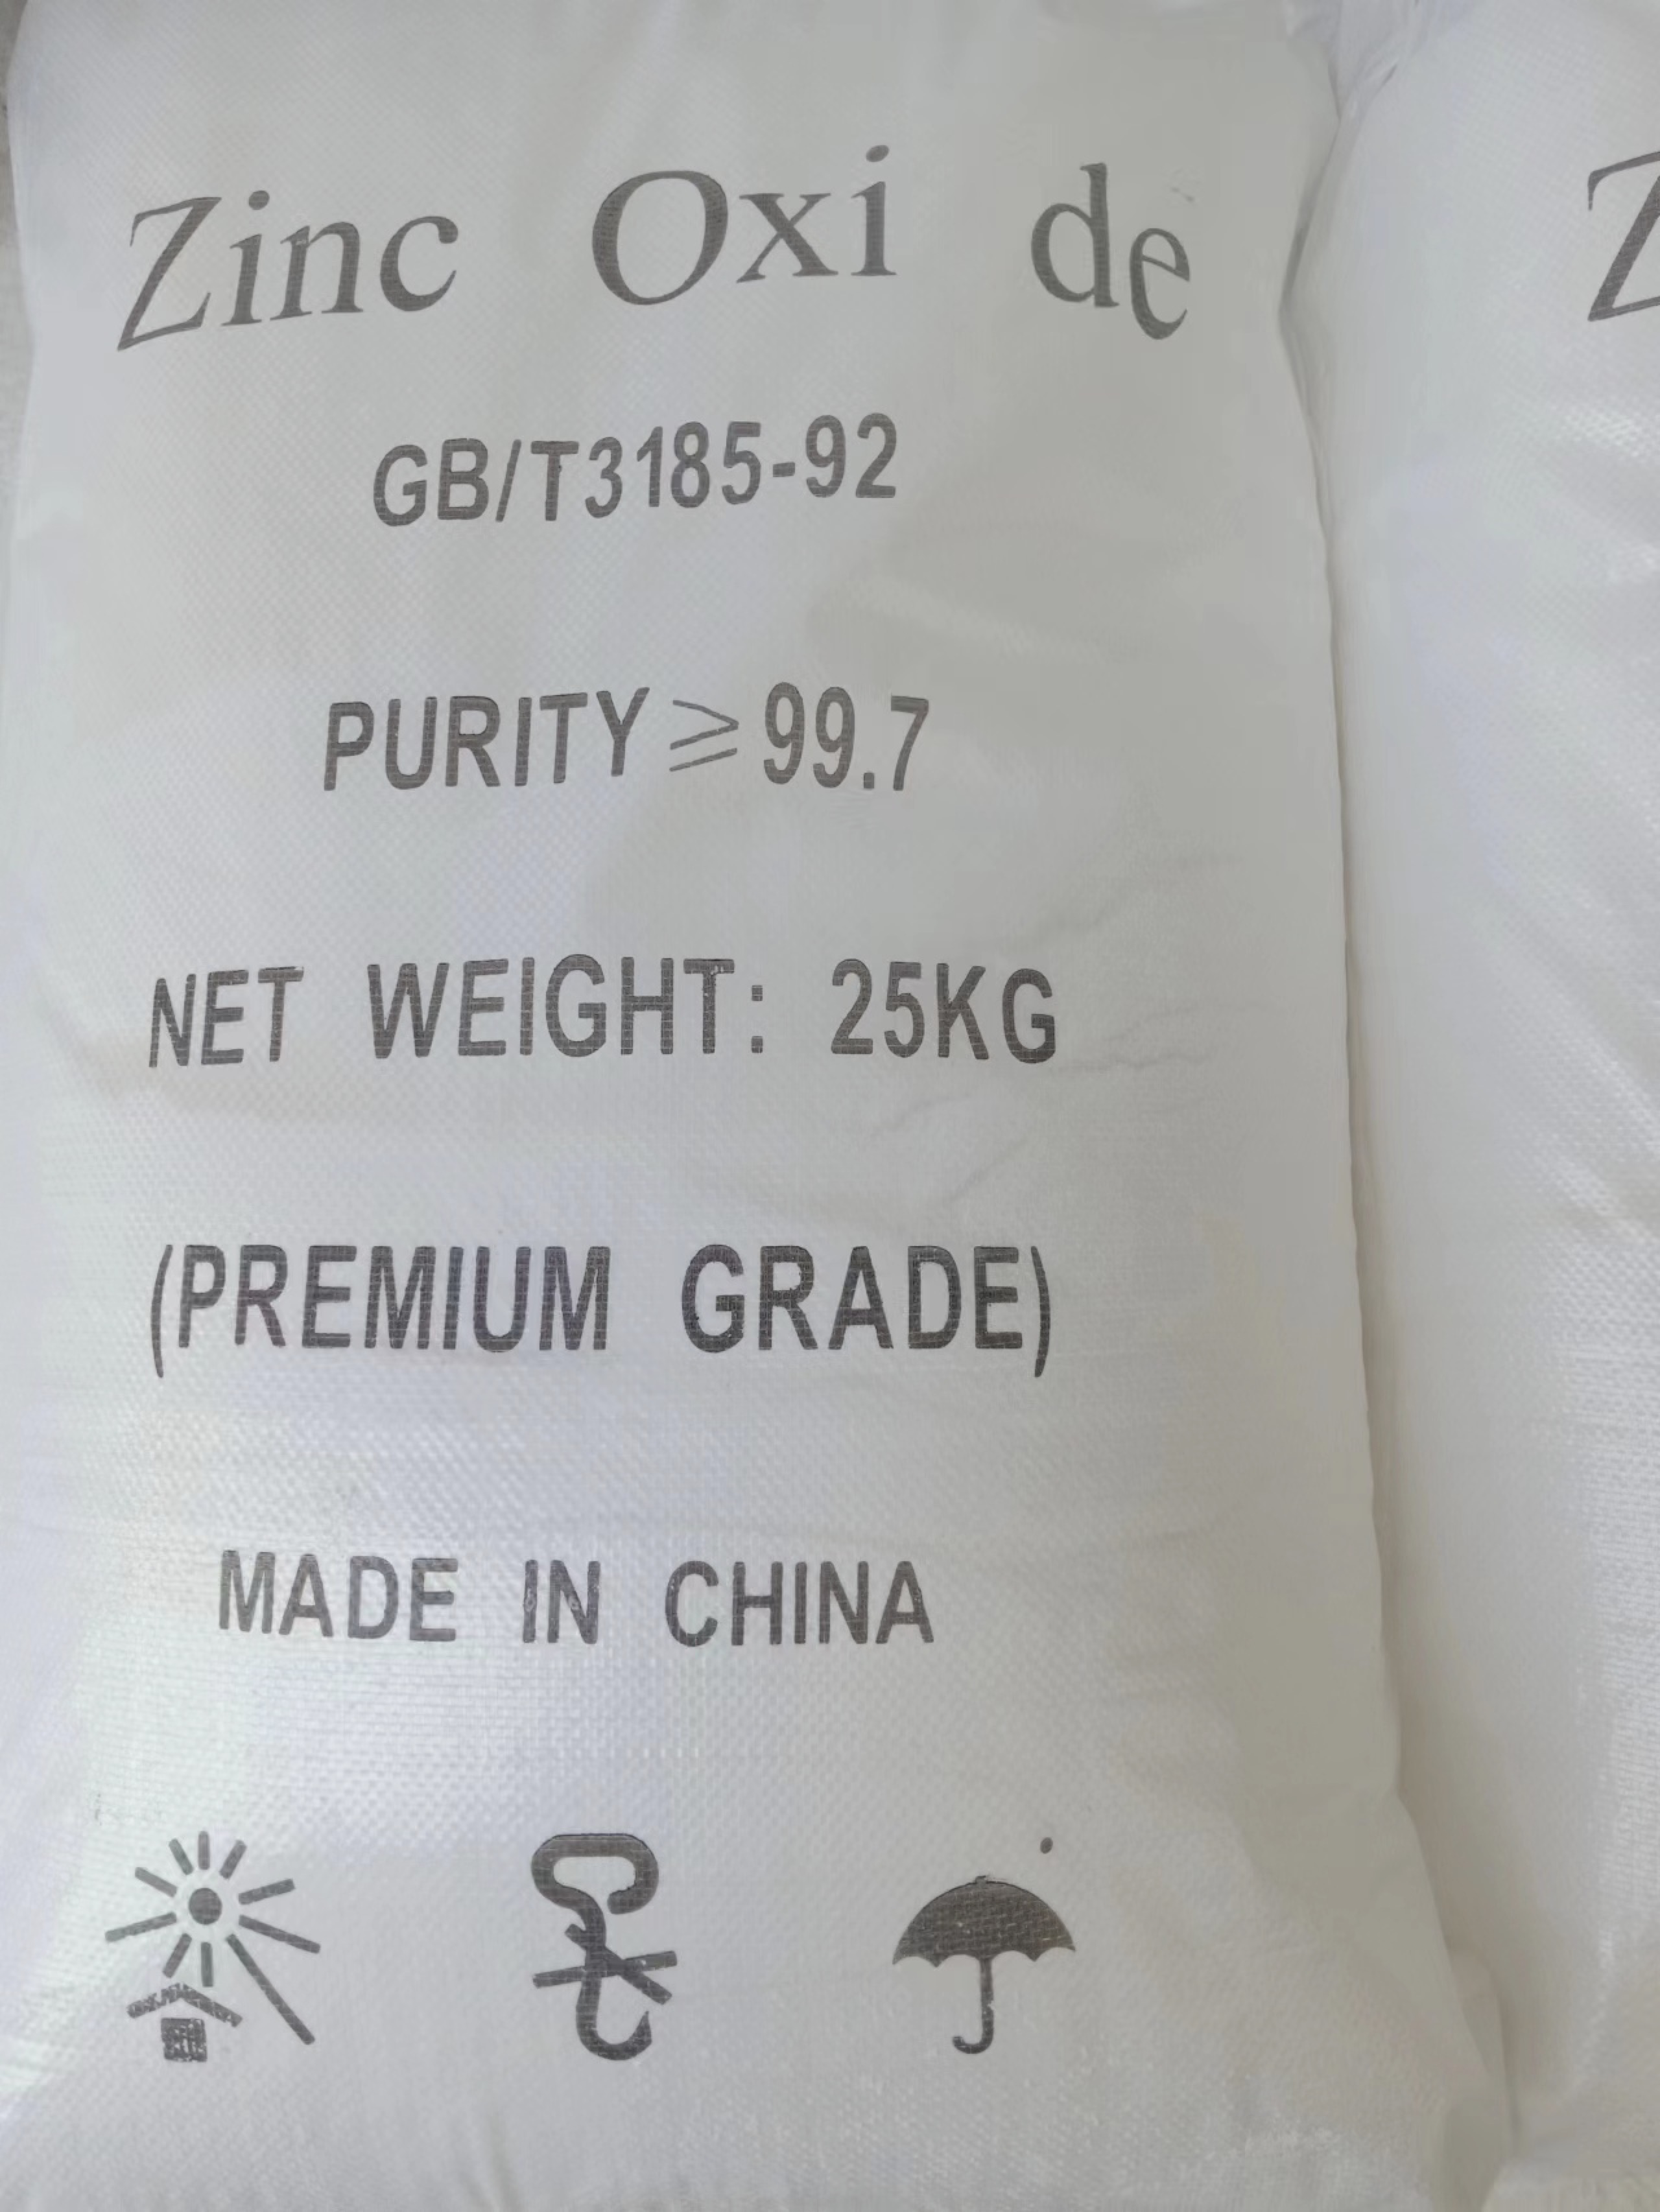 Zinc Oxi de
GB/T3185-92
PURITY≥99.7
NET WEIGHT: 25KG
(PREMIUM GRADE)
MADE IN CHINA
Z